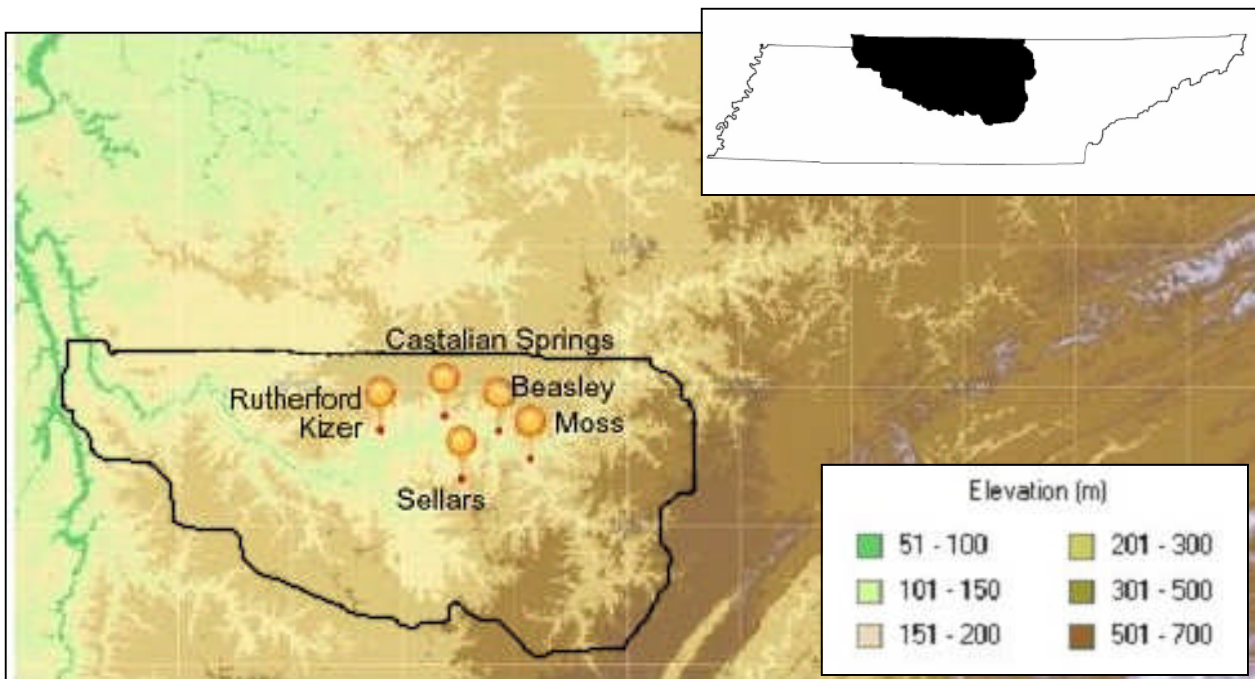 Castalian Springs
Rutherford
Kizer
Beasley
Moss
Sellars
Elevation (m)
51 - 100
101 - 150
151 - 200
201 - 300
301 - 500
501 - 700